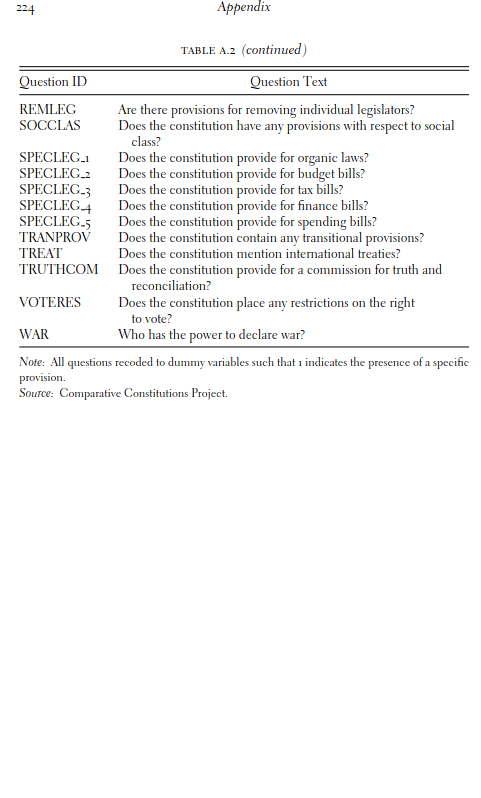 224 Appendix
TABLE A.2 (continued)
Question ID Question Text
REMLEG Are there provisions for removing individual legislators?
SOCCLAS Does the constitution have any provisions with respect to social
class?
SPECLEG_1 Does the constitution provide for organic laws?
SPECLEG_2 Does the constitution provide for budget bills?
SPECLEG_3 Does the constitution provide for tax bills?
SPECLEG_4 Does the constitution provide for finance bills?
SPECLEG_5 Does the constitution provide for spending bills?
TRANPROV Does the constitution contain any transitional provisions?
TREAT Does the constitution mention international treaties?
TRUTHCOM Does the constitution provide for a commission for truth and
reconciliation?
VOTERES Does the constitution place any restrictions on the right
to vote?
WAR Who has the power to declare war?
Note: All questions recoded to dummy variables such that 1 indicates the presence of a specific
provision.
Source: Comparative Constitutions Project.